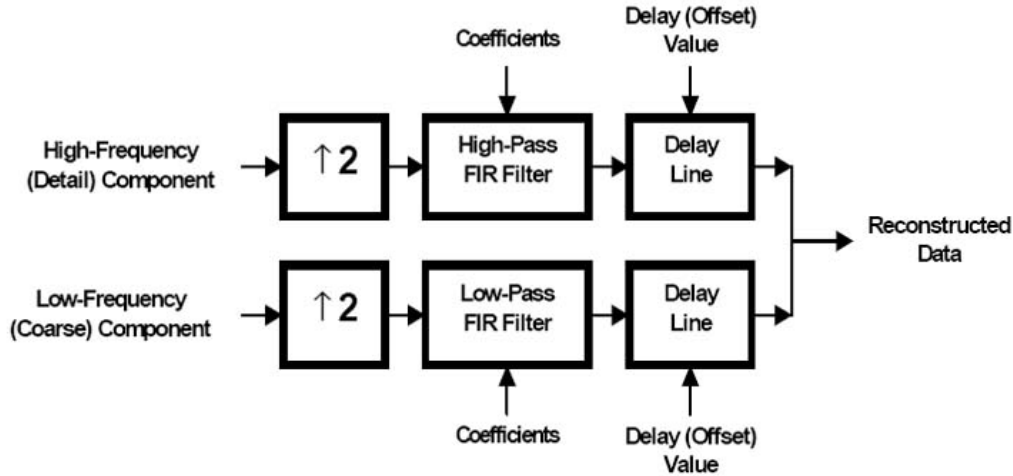 Coefficients
Delay (Offset)
Value
High-Frequency
(Detail) Component
↑2
High-Pass
FIR Filter
Delay
Line
Reconstructed
Data
Low-Frequency
(Coarse) Component
↑2
Low-Pass
FIR Filter
Delay
Line
Coefficients
Delay (Offset)
Value